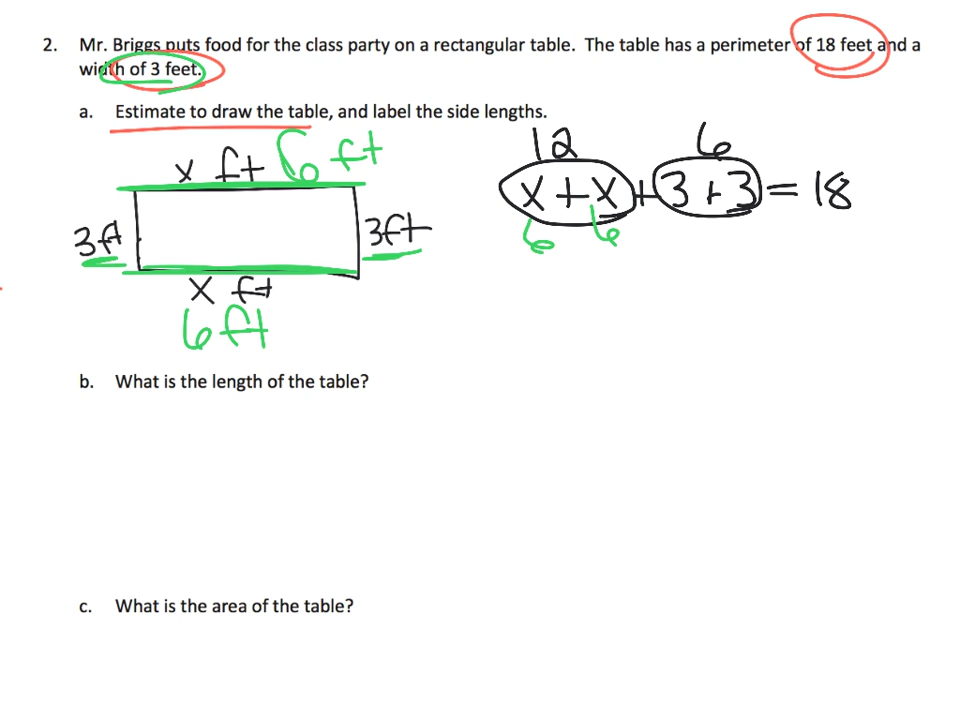 2. Mr. Briggs puts food for the class party on a rectangular table. The table has a perimeter of 18 feet and a
width of 3 feet.
a. Estimate to draw the table, and label the side lengths.
12 6
x ft 6 ft
x + x + 3 + 3 = 18
3ft 3ft
6 6
x ft
6 ft
b. What is the length of the table?
c. What is the area of the table?